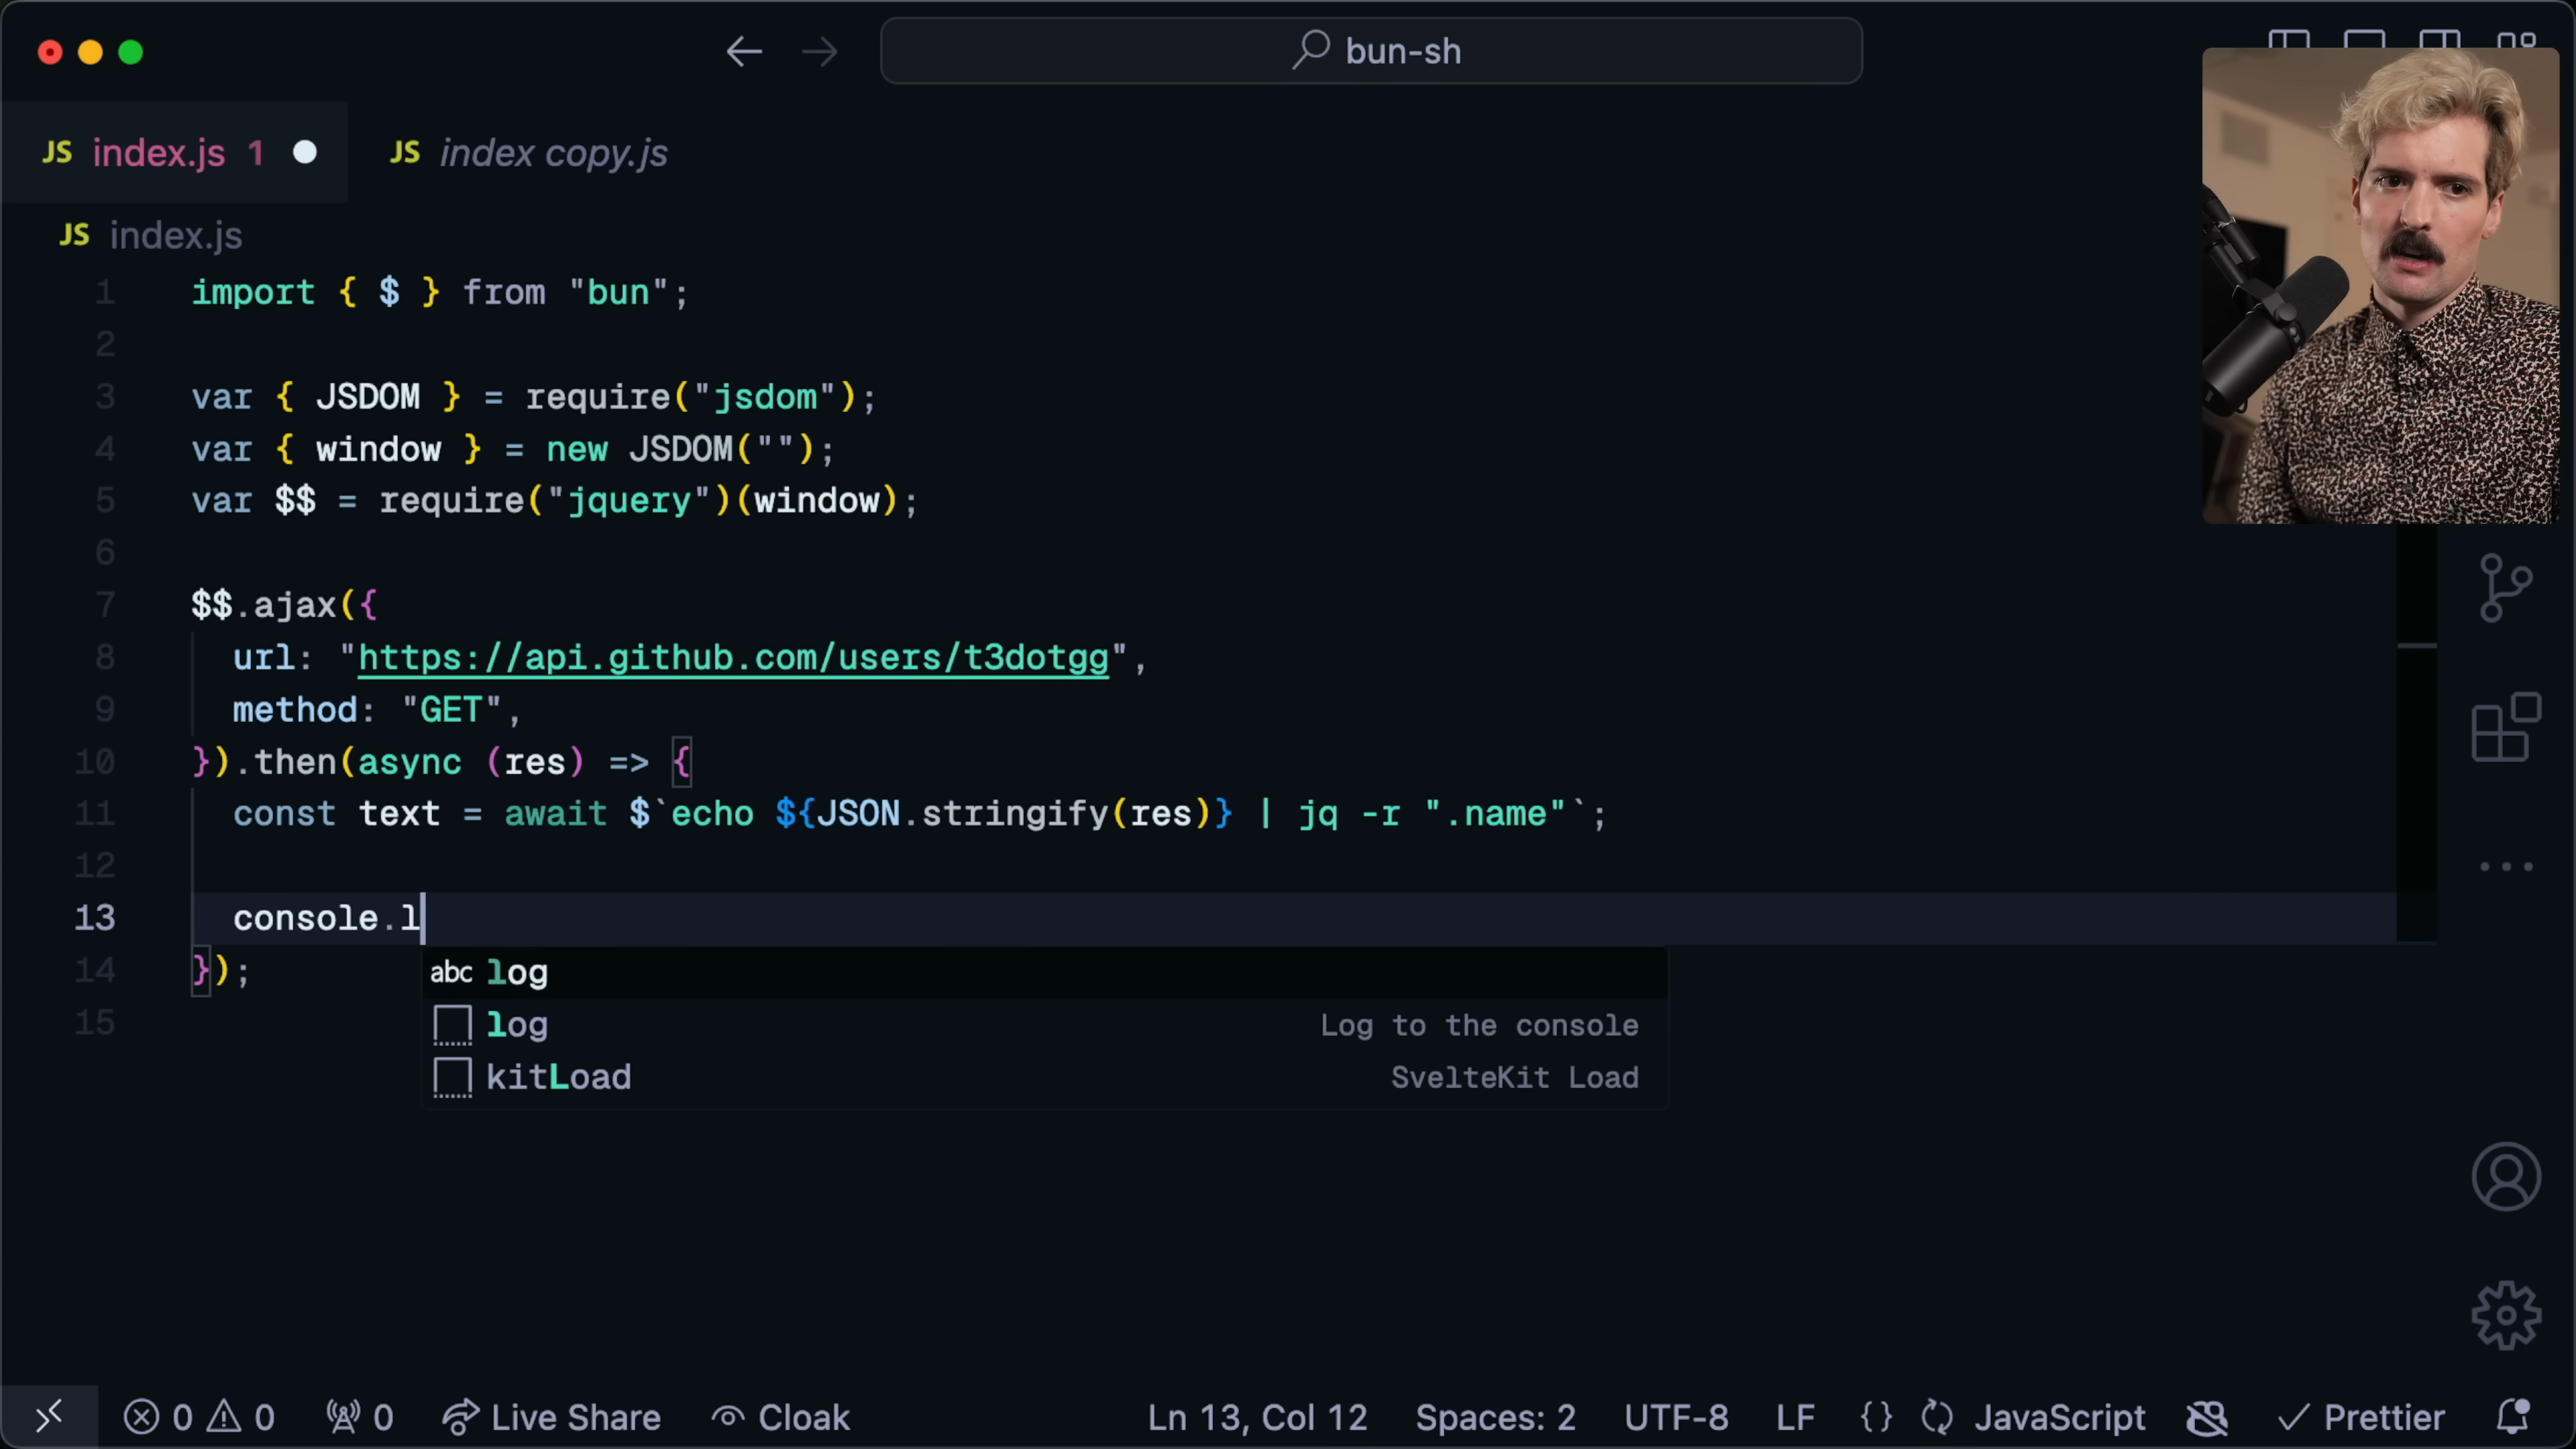 bun-sh
JS index.js 1
JS index copy.js
JS index.js
1 import { $ } from "bun";
2
3 var { JSDOM } = require("jsdom");
4 var { window } = new JSDOM("");
5 var $$ = require("jquery")(window);
6
7 $$.ajax({
8 url: "https://api.github.com/users/t3dotgg",
9 method: "GET",
10 }).then(async (res) => {
11 const text = await $`echo ${JSON.stringify(res)} | jq -r ".name"`;
12
13 console.l
14 });
abc log
15
log Log to the console
kitLoad SvelteKit Load
0 0 0 Live Share Cloak Ln 13, Col 12 Spaces: 2 UTF-8 LF {} JavaScript Prettier